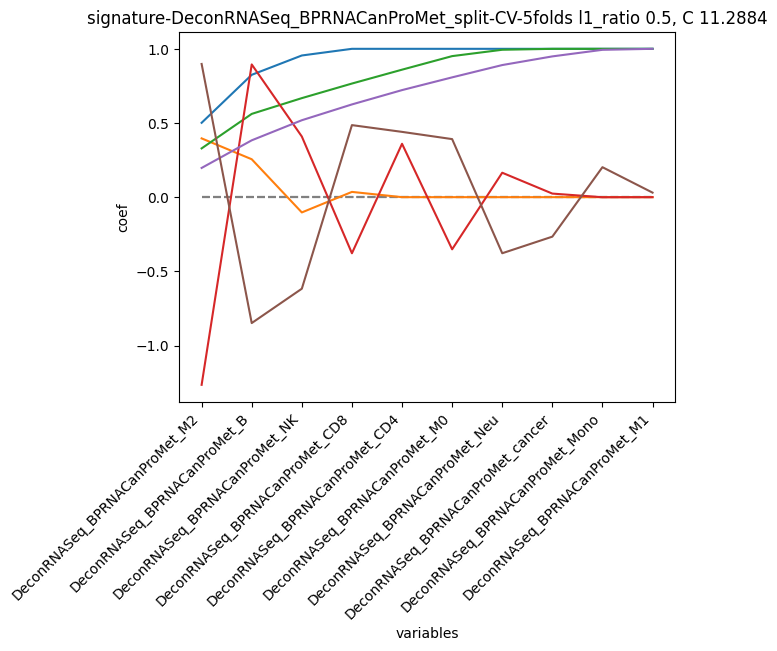 signature-DeconRNASeq_BPRNACanProMet_split-CV-5folds l1_ratio 0.5, C 11.2884
1.0
0.5
0.0
−0.5
−1.0
coef
DeconRNASeq_BPRNACanProMet_M2
DeconRNASeq_BPRNACanProMet_B
DeconRNASeq_BPRNACanProMet_NK
DeconRNASeq_BPRNACanProMet_CD8
DeconRNASeq_BPRNACanProMet_CD4
DeconRNASeq_BPRNACanProMet_M0
DeconRNASeq_BPRNACanProMet_Neu
DeconRNASeq_BPRNACanProMet_cancer
DeconRNASeq_BPRNACanProMet_Mono
DeconRNASeq_BPRNACanProMet_M1
variables